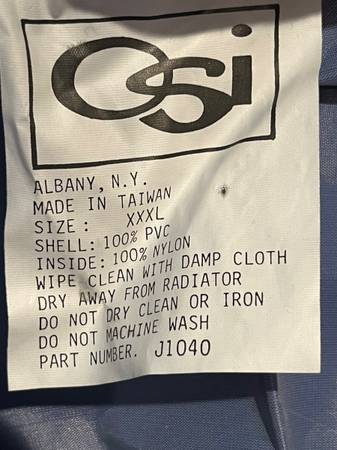 OSi
ALBANY, N.Y.
MADE IN TAIWAN
SIZE: XXXL
SHELL: 100% PVC
INSIDE: 100% NYLON
WIPE CLEAN WITH DAMP CLOTH
DRY AWAY FROM RADIATOR
DO NOT DRY CLEAN OR IRON
DO NOT MACHINE WASH
PART NUMBER. J1040